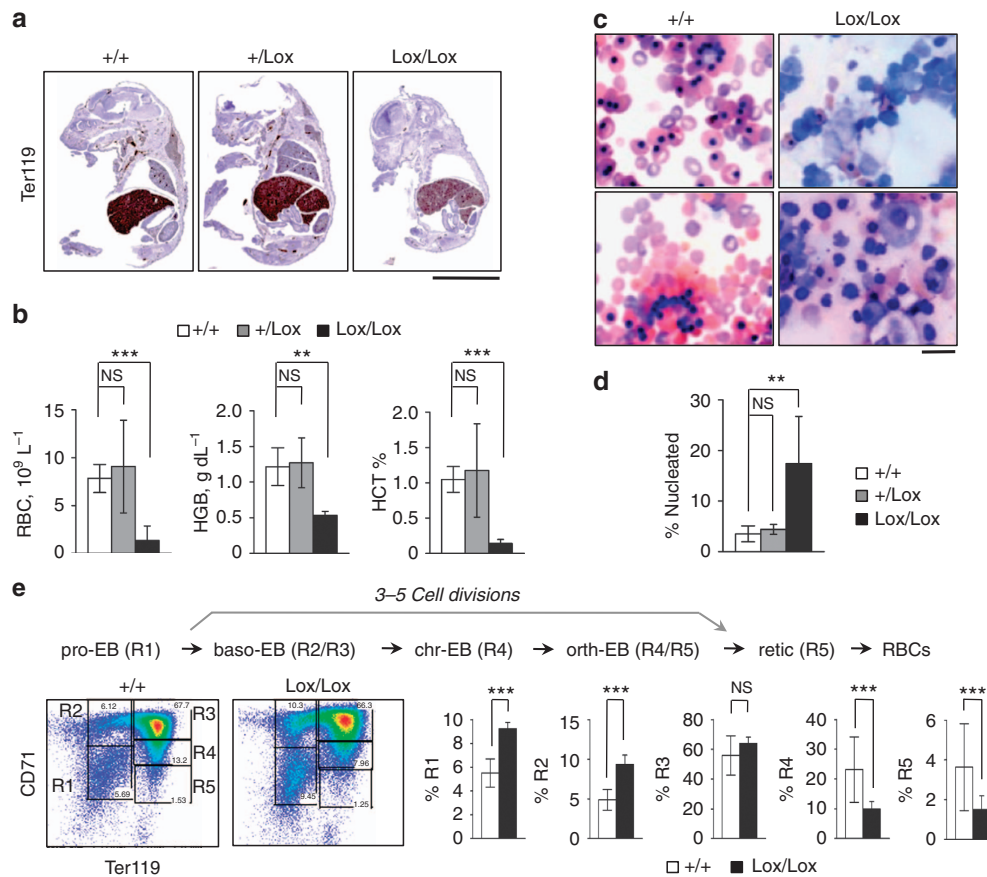 a
+/+ +/Lox Lox/Lox
Ter119
b
+/+ +/Lox Lox/Lox
***
NS
RBC, 10⁹ L⁻¹
15
10
5
0
**
NS
HGB, g dL⁻¹
2.0
1.5
1.0
0.5
0
***
NS
HCT %
2.0
1.5
1.0
0.5
0
c
+/+ Lox/Lox
d
**
NS
% Nucleated
30
20
10
0
+/+
+/Lox
Lox/Lox
e
3–5 Cell divisions
pro-EB (R1) → baso-EB (R2/R3) → chr-EB (R4) → orth-EB (R4/R5) → retic (R5) → RBCs
+/+ Lox/Lox
R2 6.12 67.7 R3
R4
13.2
R1 5.69 1.53 R5
10.3 66.3
7.96
9.45 1.25
CD71
Ter119
***
% R1
10
8
6
4
2
0
***
% R2
15
10
5
0
NS
% R3
80
60
40
20
0
***
% R4
40
30
20
10
0
***
% R5
6
4
2
0
+/+ Lox/Lox